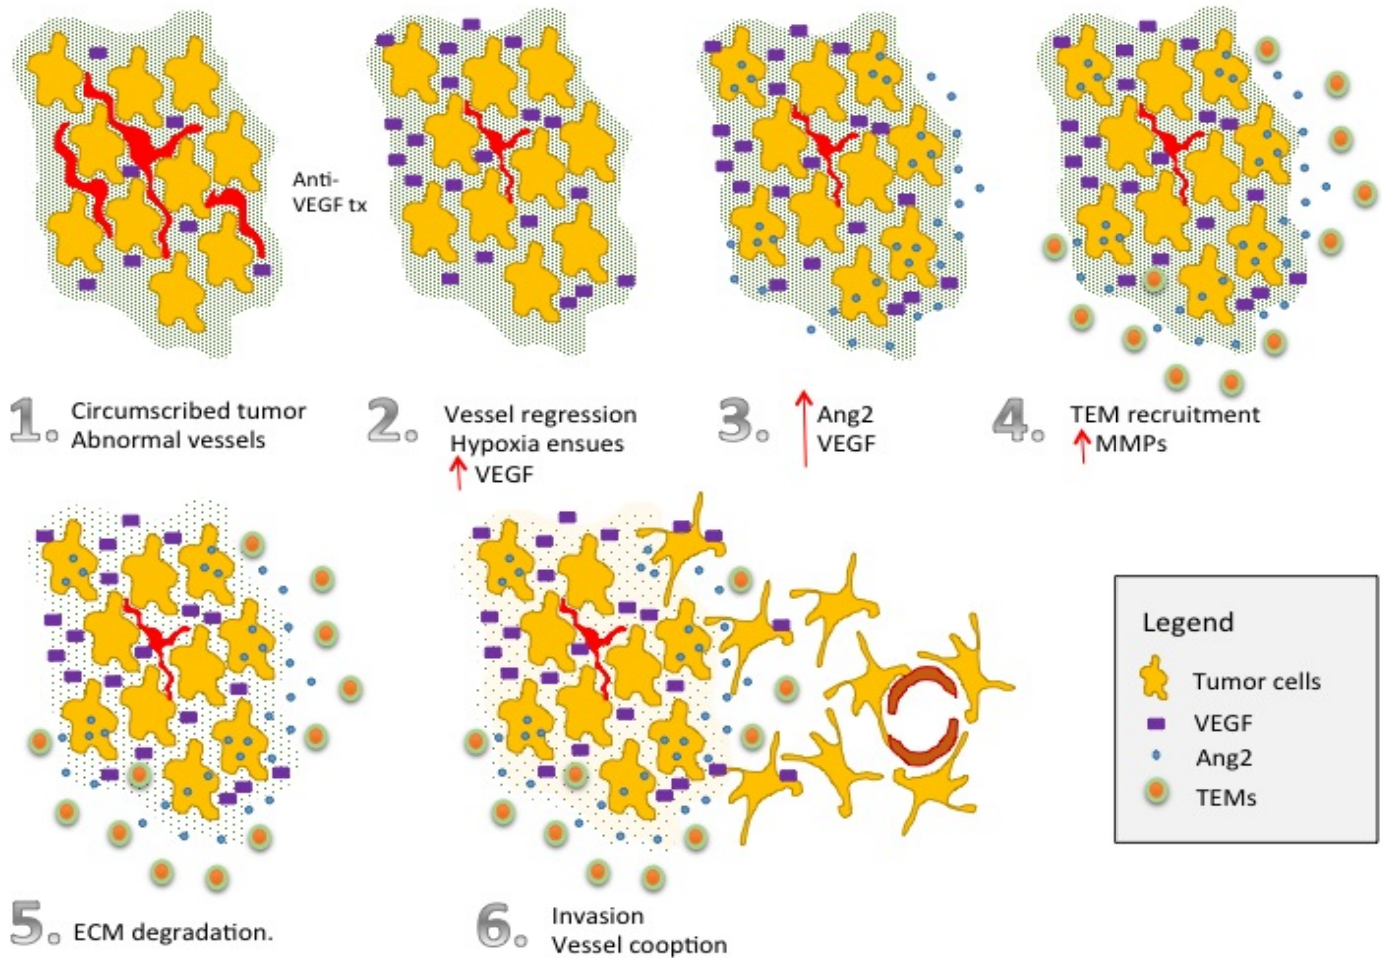 Anti-
VEGF tx
1. Circumscribed tumor
Abnormal vessels
2. Vessel regression
Hypoxia ensues
VEGF
3. Ang2
VEGF
4. TEM recruitment
MMPs
5. ECM degradation.
6. Invasion
Vessel cooption
Legend
Tumor cells
VEGF
Ang2
TEMs